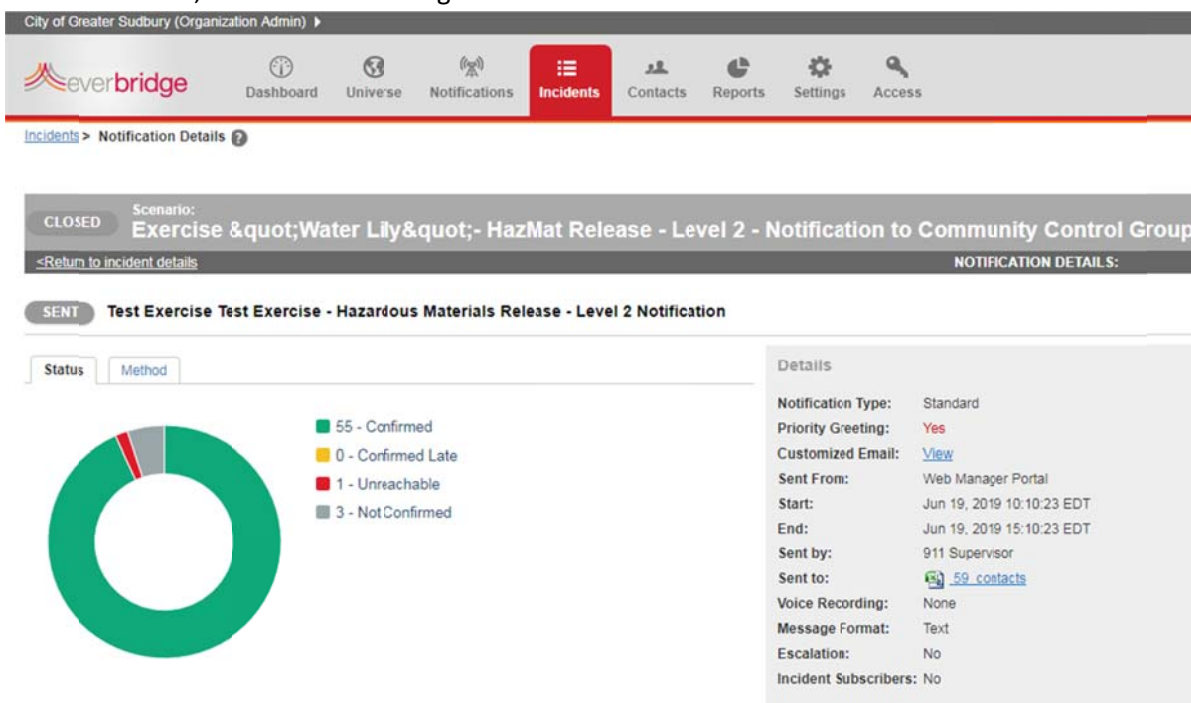 City of Greater Sudbury (Organization Admin)
everbridge
Dashboard
Universe
Notifications
Incidents
Contacts
Reports
Settings
Access
Incidents > Notification Details ?
CLOSED
Scenario:
Exercise &quot;Water Lily&quot;- HazMat Release - Level 2 - Notification to Community Control Group
<Return to incident details
NOTIFICATION DETAILS:
SENT Test Exercise Test Exercise - Hazardous Materials Release - Level 2 Notification
Status
Method
55 - Confirmed
0 - Confirmed Late
1 - Unreachable
3 - Not Confirmed
Details
Notification Type: Standard
Priority Greeting: Yes
Customized Email: View
Sent From: Web Manager Portal
Start: Jun 19, 2019 10:10:23 EDT
End: Jun 19, 2019 15:10:23 EDT
Sent by: 911 Supervisor
Sent to: 59 contacts
Voice Recording: None
Message Format: Text
Escalation: No
Incident Subscribers: No